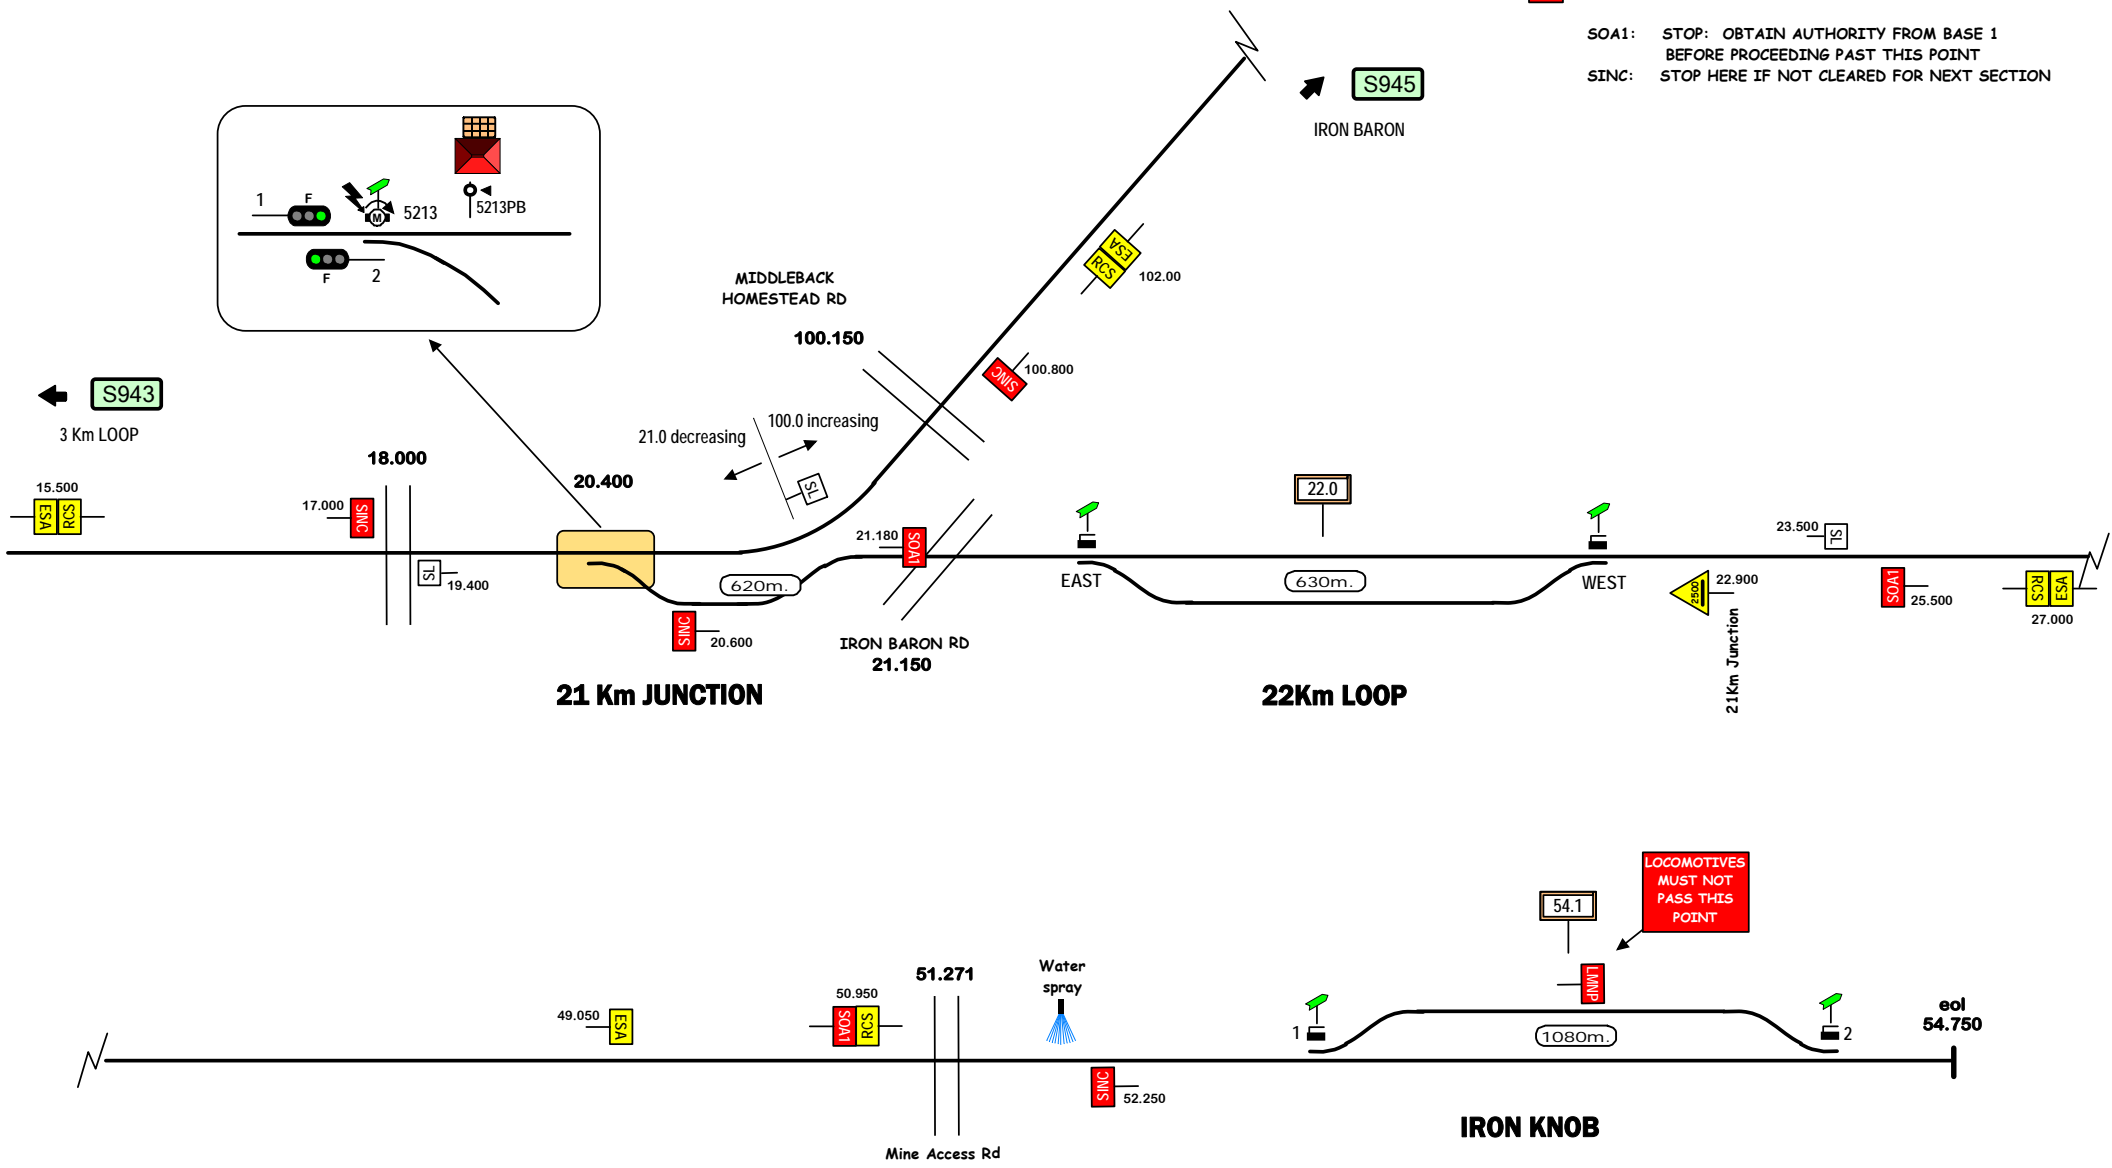 SOA1: STOP: OBTAIN AUTHORITY FROM BASE 1
BEFORE PROCEEDING PAST THIS POINT
SINC: STOP HERE IF NOT CLEARED FOR NEXT SECTION
S945
IRON BARON
1
F
M
5213
5213PB
F
2
ESA
RCS
102.00
MIDDLEBACK
HOMESTEAD RD
100.150
SINC
100.800
S943
3 Km LOOP
21.0 decreasing
100.0 increasing
SL
18.000
20.400
15.500
ESA
RCS
17.000
SINC
SL
19.400
620m.
SINC
20.600
21.180
SOA1
IRON BARON RD
21.150
22.0
EAST
630m.
WEST
23.500
SL
2500
22.900
21Km Junction
SOA1
25.500
RCS
ESA
27.000
21 Km JUNCTION
22Km LOOP
49.050
ESA
50.950
SOA1
RCS
51.271
Mine Access Rd
Water
spray
SINC
52.250
54.1
LOCOMOTIVES
MUST NOT
PASS THIS
POINT
LMNP
1
1080m.
2
eol
54.750
IRON KNOB